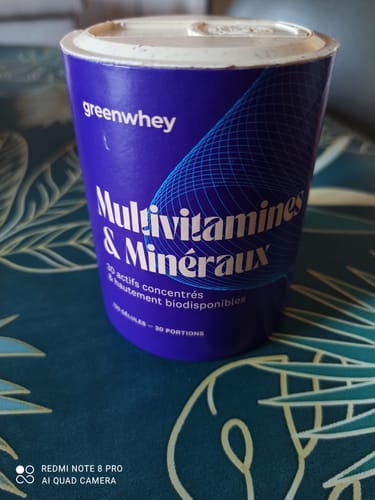 greenwhey
Multivitamines
& Minéraux
30 actifs concentrés
& hautement biodisponibles
GÉLULES — 30 PORTIONS
REDMI NOTE 8 PRO
AI QUAD CAMERA